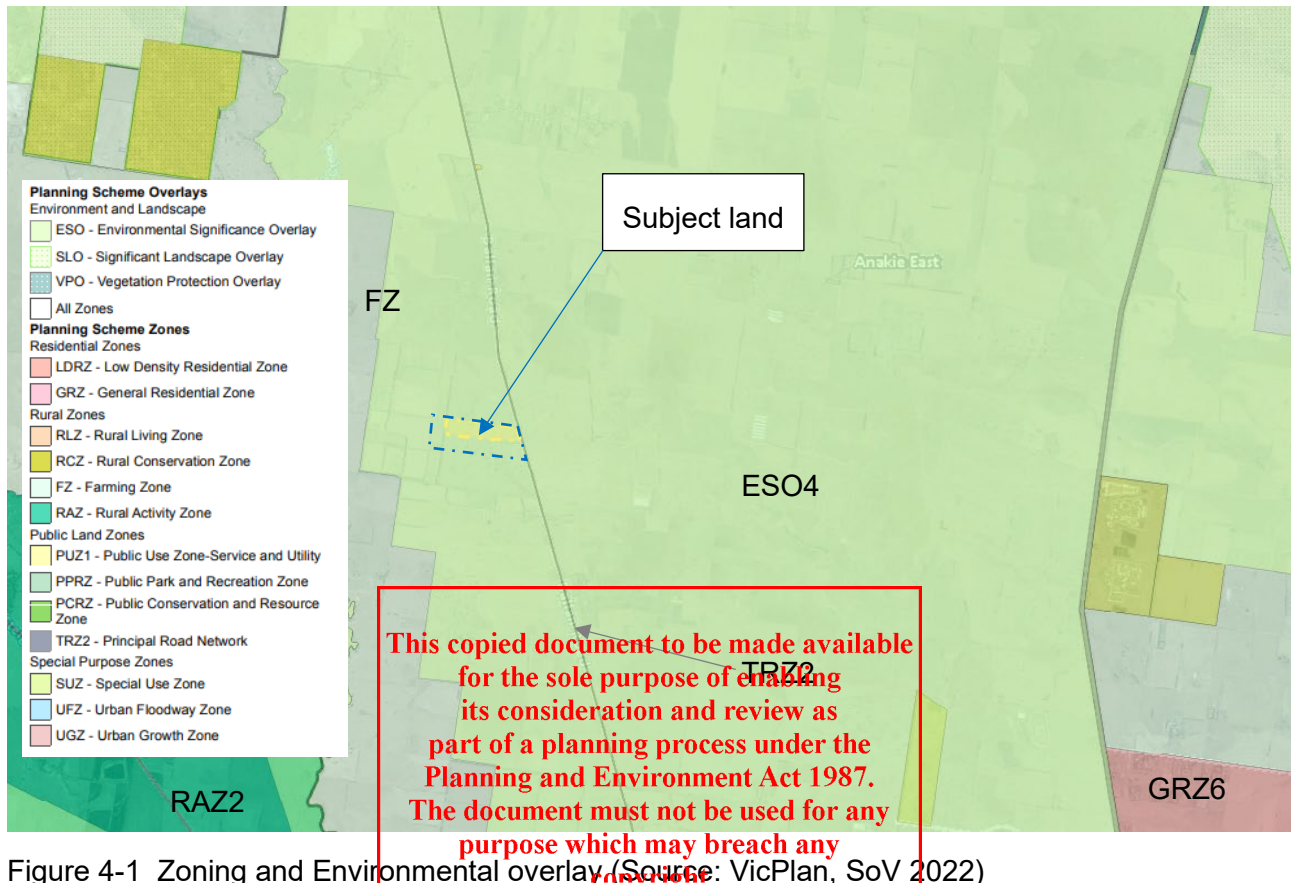 Planning Scheme Overlays
Environment and Landscape
ESO - Environmental Significance Overlay
SLO - Significant Landscape Overlay
VPO - Vegetation Protection Overlay
All Zones
Planning Scheme Zones
Residential Zones
LDRZ - Low Density Residential Zone
GRZ - General Residential Zone
Rural Zones
RLZ - Rural Living Zone
RCZ - Rural Conservation Zone
FZ - Farming Zone
RAZ - Rural Activity Zone
Public Land Zones
PUZ1 - Public Use Zone-Service and Utility
PPRZ - Public Park and Recreation Zone
PCRZ - Public Conservation and Resource
Zone
TRZ2 - Principal Road Network
Special Purpose Zones
SUZ - Special Use Zone
UFZ - Urban Floodway Zone
UGZ - Urban Growth Zone
Subject land
Anakie East
FZ
ESO4
TRZ2
RAZ2
GRZ6
This copied document to be made available
for the sole purpose of enabling
its consideration and review as
part of a planning process under the
Planning and Environment Act 1987.
The document must not be used for any
purpose which may breach any
copyright
Figure 4-1 Zoning and Environmental overlay (Source: VicPlan, SoV 2022)